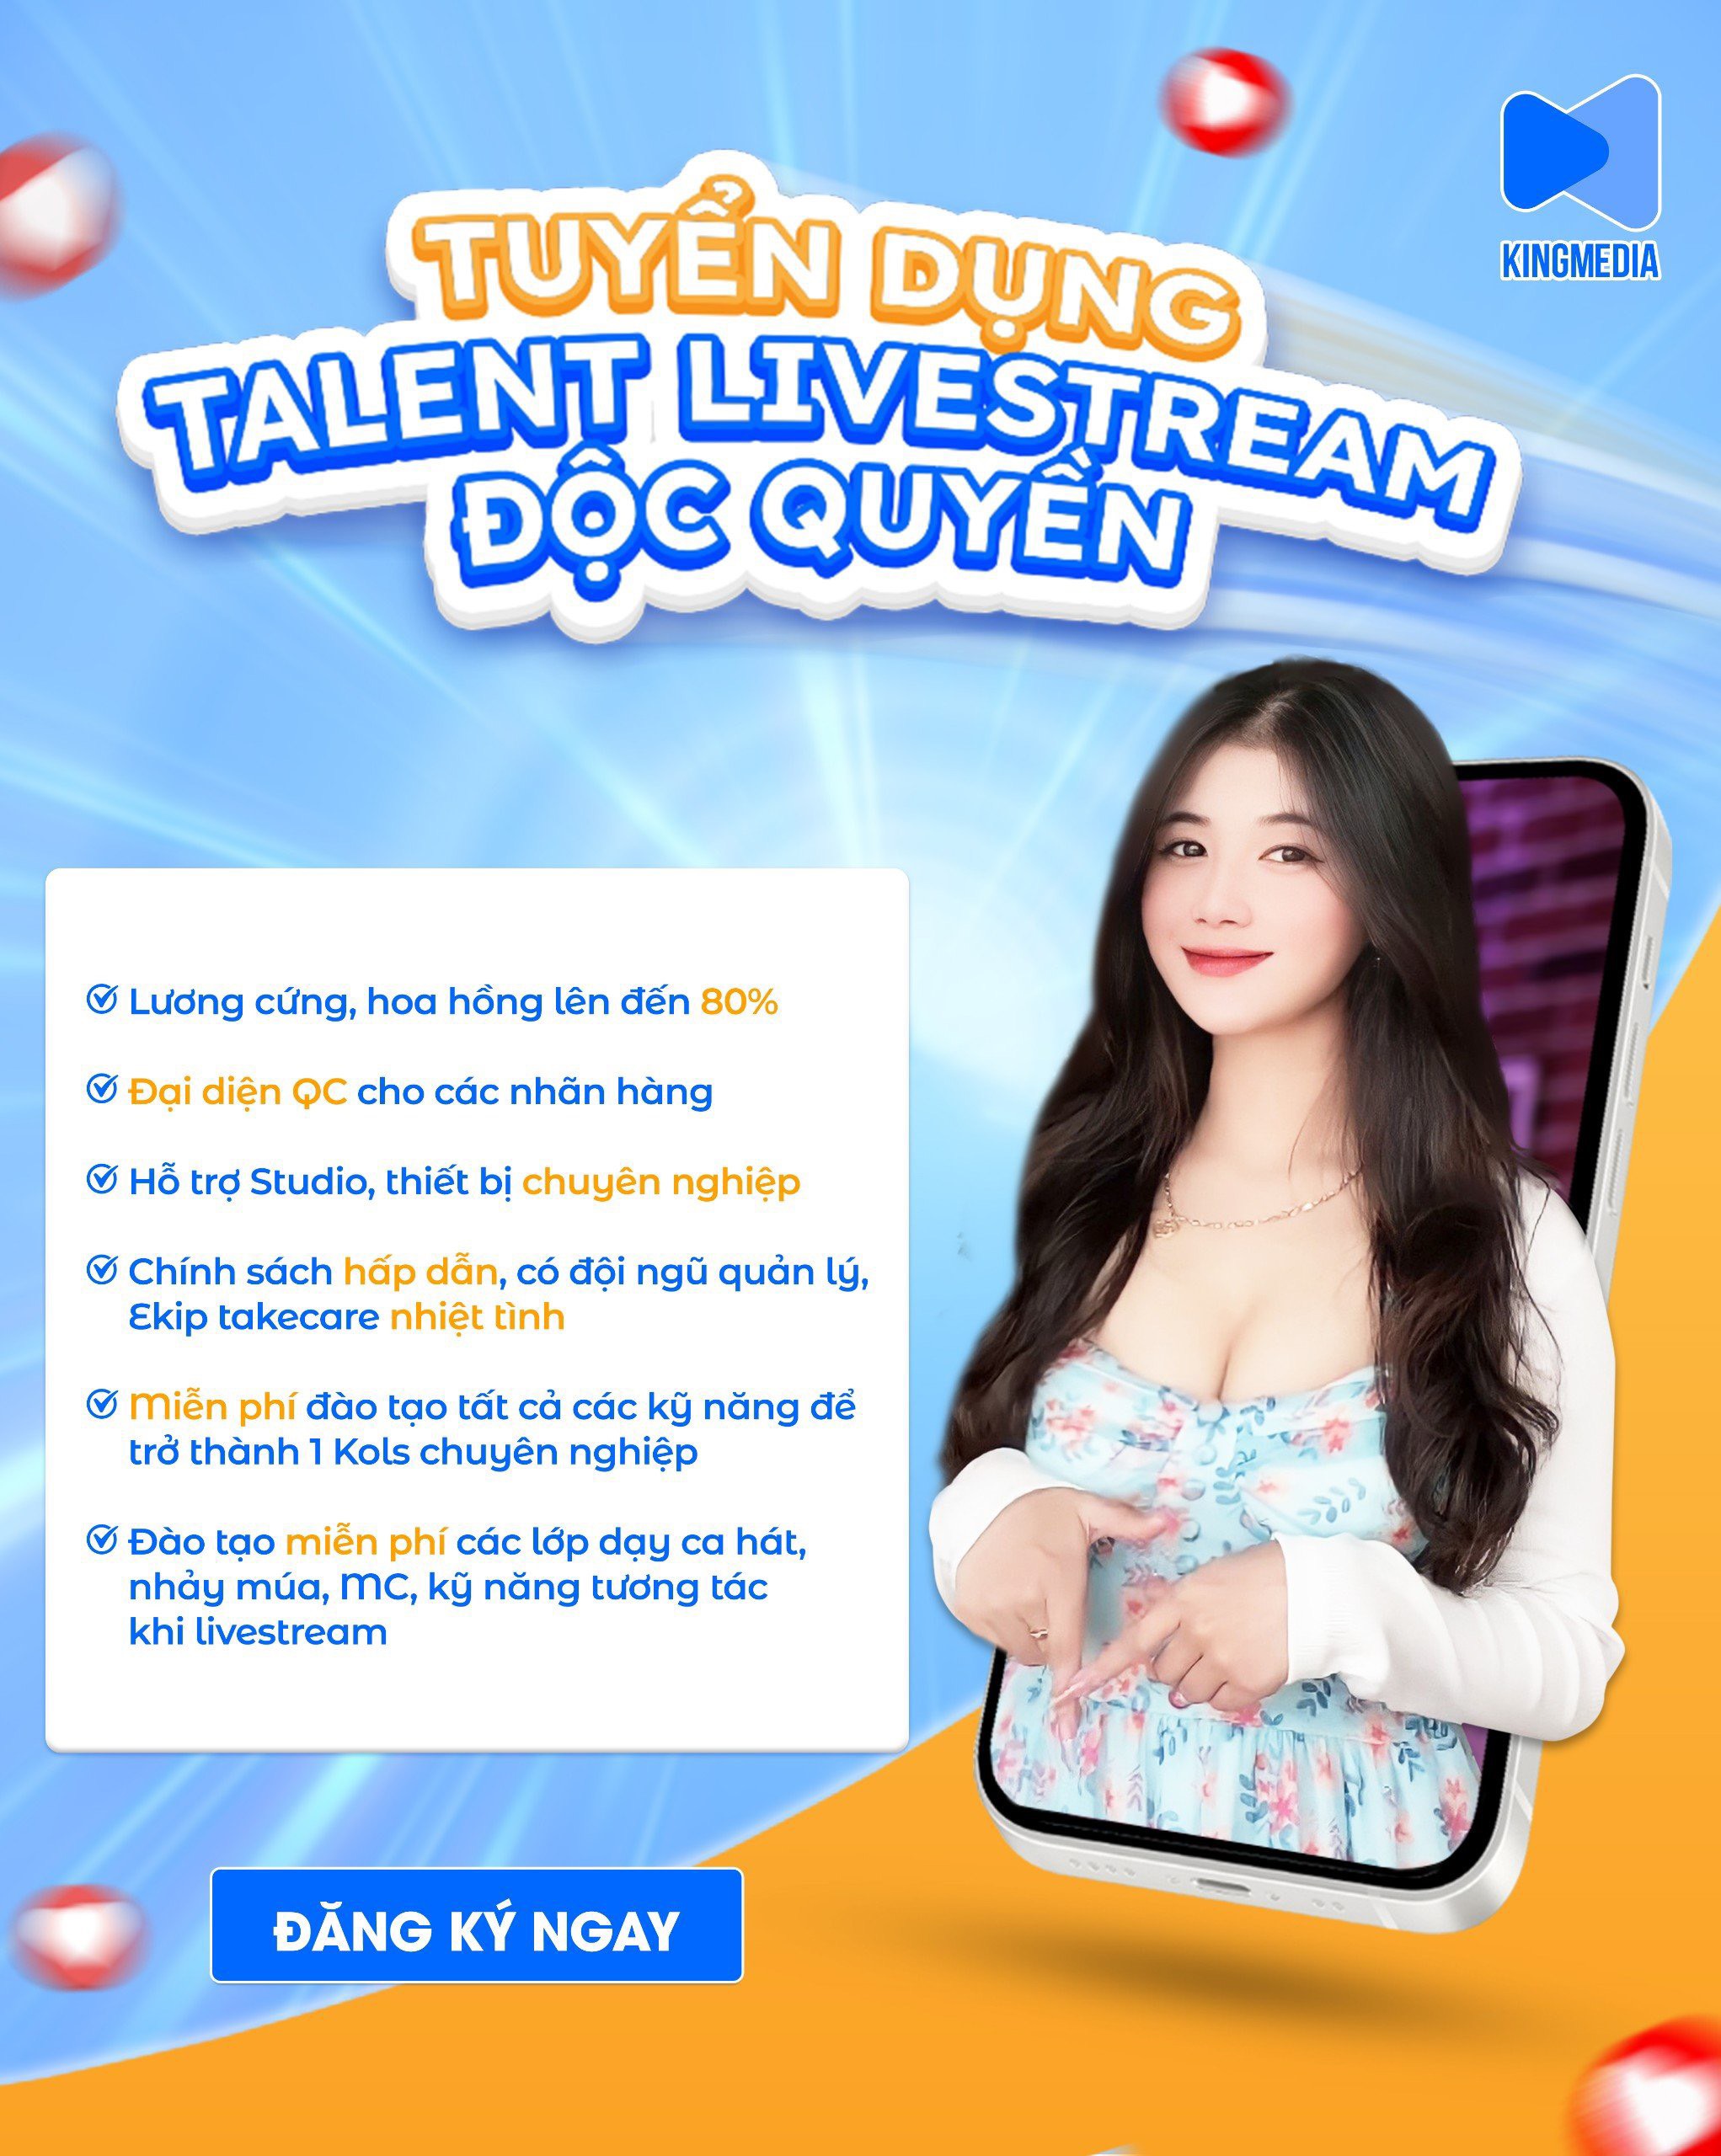 KINGMEDIA
TUYỂN DỤNG
TALENT LIVESTREAM
ĐỘC QUYỀN
Lương cứng, hoa hồng lên đến 80%
Đại diện QC cho các nhãn hàng
Hỗ trợ Studio, thiết bị chuyên nghiệp
Chính sách hấp dẫn, có đội ngũ quản lý,
Ekip takecare nhiệt tình
Miễn phí đào tạo tất cả các kỹ năng để
trở thành 1 Kols chuyên nghiệp
Đào tạo miễn phí các lớp dạy ca hát,
nhảy múa, MC, kỹ năng tương tác
khi livestream
ĐĂNG KÝ NGAY